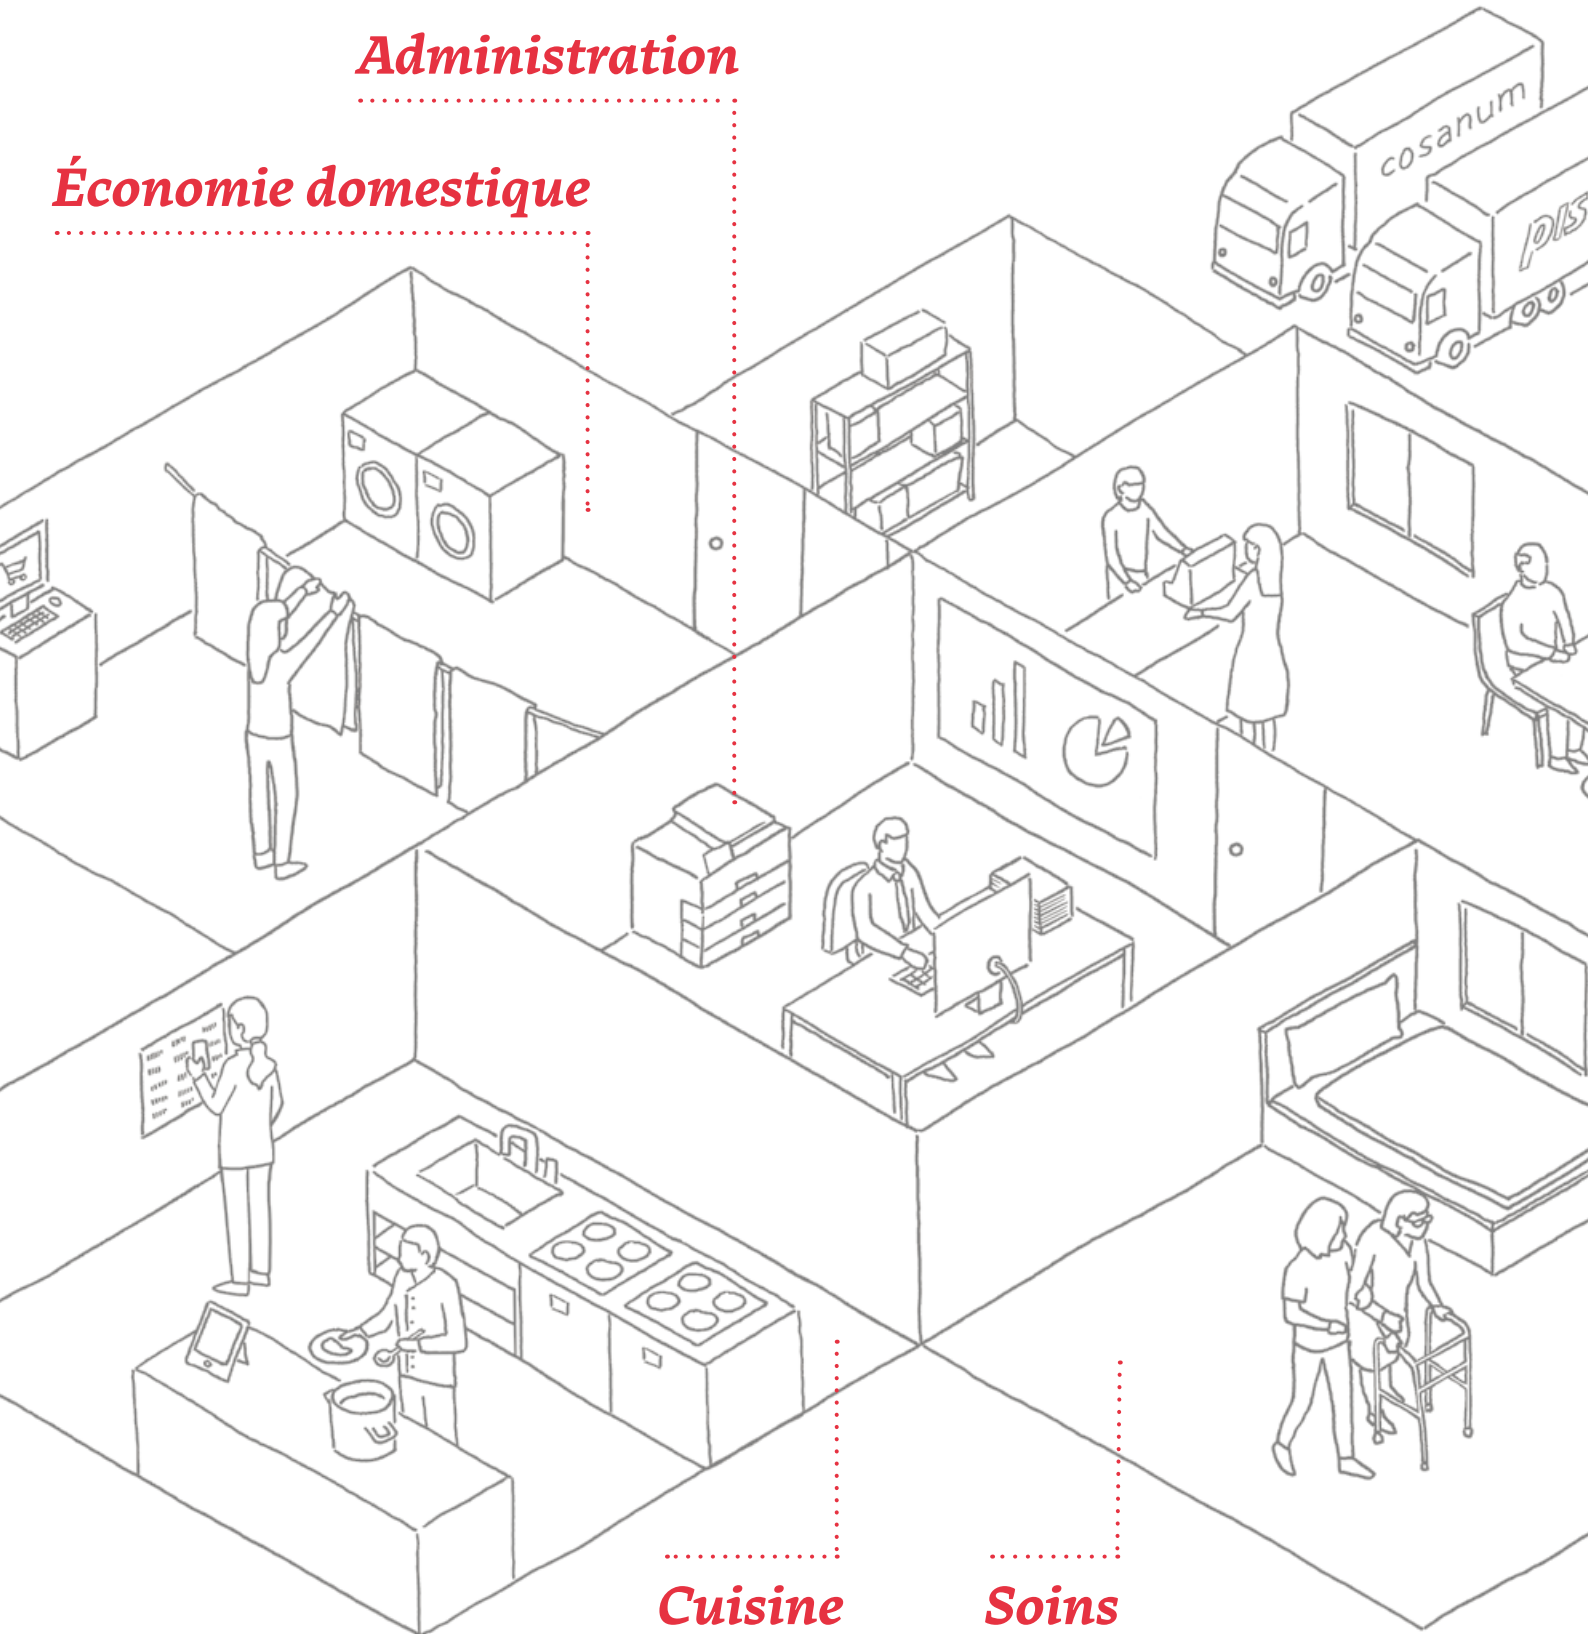 Administration
Économie domestique
cosanum
Cuisine
Soins